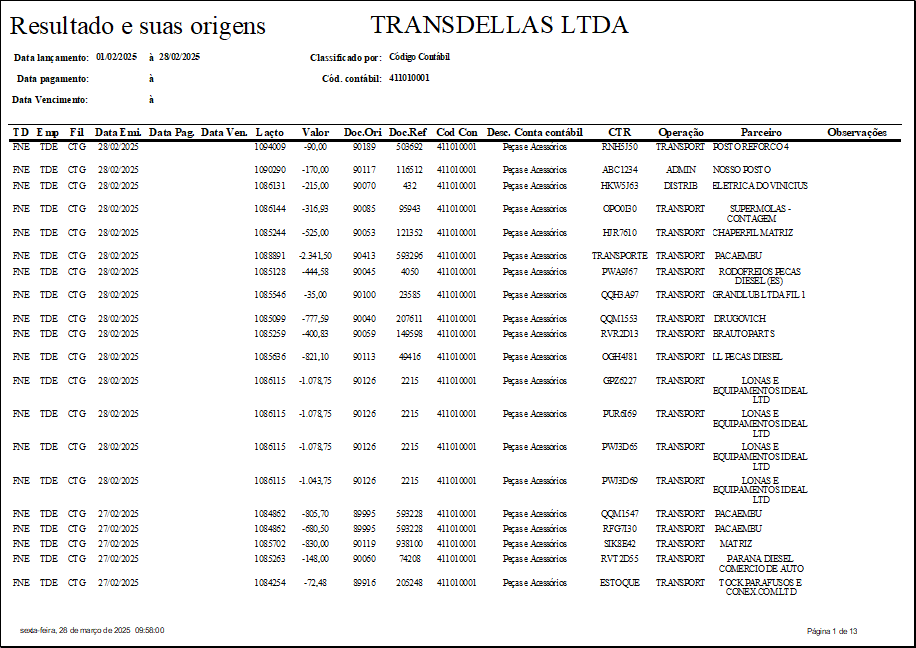 Resultado e suas origens TRANSDELLAS LTDA
Data lançamento: 01/02/2025 à 28/02/2025 Classificado por: Código Contábil
Data pagamento: à Cód. contábil: 411010001
Data Vencimento: à
TD Emp Fil Data Emi. Data Pag. Data Ven. Lacto Valor Doc.Ori Doc.Ref Cod Con Desc. Conta contábil CTR Operação Parceiro Observações
FNE TDE CTG 28/02/2025 1094009 -90,00 90189 503692 411010001 Peças e Acessórios RNH5J50 TRANSPORT POSTO REFORCO 4
FNE TDE CTG 28/02/2025 1090290 -170,00 90117 116512 411010001 Peças e Acessórios ABC1234 ADMIN NOSSO POSTO
FNE TDE CTG 28/02/2025 1086131 -215,00 90070 432 411010001 Peças e Acessórios HKW5J63 DISTRIB ELETRICA DO VINICIUS
FNE TDE CTG 28/02/2025 1086144 -316,93 90085 95943 411010001 Peças e Acessórios OPO0I30 TRANSPORT SUPERMOLAS -
CONTAGEM
FNE TDE CTG 28/02/2025 1085244 -525,00 90053 121352 411010001 Peças e Acessórios HJR7610 TRANSPORT CHAPERFIL MATRIZ
FNE TDE CTG 28/02/2025 1088891 -2.341,50 90413 593296 411010001 Peças e Acessórios TRANSPORTE TRANSPORT PACAEMBU
FNE TDE CTG 28/02/2025 1085128 -444,58 90045 4050 411010001 Peças e Acessórios PWA9J67 TRANSPORT RODOFREIOS PECAS
DIESEL (ES)
FNE TDE CTG 28/02/2025 1085546 -35,00 90100 23585 411010001 Peças e Acessórios QQH3A97 TRANSPORT GRANDLUB LTDA FIL 1
FNE TDE CTG 28/02/2025 1085099 -777,59 90040 207611 411010001 Peças e Acessórios QQM1553 TRANSPORT DRUGOVICH
FNE TDE CTG 28/02/2025 1085259 -400,83 90059 149598 411010001 Peças e Acessórios RVR2D13 TRANSPORT BRAUTOPARTS
FNE TDE CTG 28/02/2025 1085636 -821,10 90113 49416 411010001 Peças e Acessórios OGH4J81 TRANSPORT LL PECAS DIESEL
FNE TDE CTG 28/02/2025 1086115 -1.078,75 90126 2215 411010001 Peças e Acessórios GPZ6227 TRANSPORT LONAS E
EQUIPAMENTOS IDEAL
LTD
FNE TDE CTG 28/02/2025 1086115 -1.078,75 90126 2215 411010001 Peças e Acessórios PUR6I69 TRANSPORT LONAS E
EQUIPAMENTOS IDEAL
LTD
FNE TDE CTG 28/02/2025 1086115 -1.078,75 90126 2215 411010001 Peças e Acessórios PWJ3D65 TRANSPORT LONAS E
EQUIPAMENTOS IDEAL
LTD
FNE TDE CTG 28/02/2025 1086115 -1.043,75 90126 2215 411010001 Peças e Acessórios PWJ3D69 TRANSPORT LONAS E
EQUIPAMENTOS IDEAL
LTD
FNE TDE CTG 27/02/2025 1084862 -805,70 89995 593228 411010001 Peças e Acessórios QQM1547 TRANSPORT PACAEMBU
FNE TDE CTG 27/02/2025 1084862 -680,50 89995 593228 411010001 Peças e Acessórios RFG7I30 TRANSPORT PACAEMBU
FNE TDE CTG 27/02/2025 1085702 -830,00 90119 938100 411010001 Peças e Acessórios SIK8E42 TRANSPORT MATRIZ
FNE TDE CTG 27/02/2025 1085263 -148,00 90060 74208 411010001 Peças e Acessórios RVT2D55 TRANSPORT PARANA DIESEL
COMERCIO DE AUTO
FNE TDE CTG 27/02/2025 1084254 -72,48 89916 205248 411010001 Peças e Acessórios ESTOQUE TRANSPORT TOCK PARAFUSOS E
CONEX.COM LTD
sexta-feira, 28 de março de 2025 09:58:00 Página 1 de 13